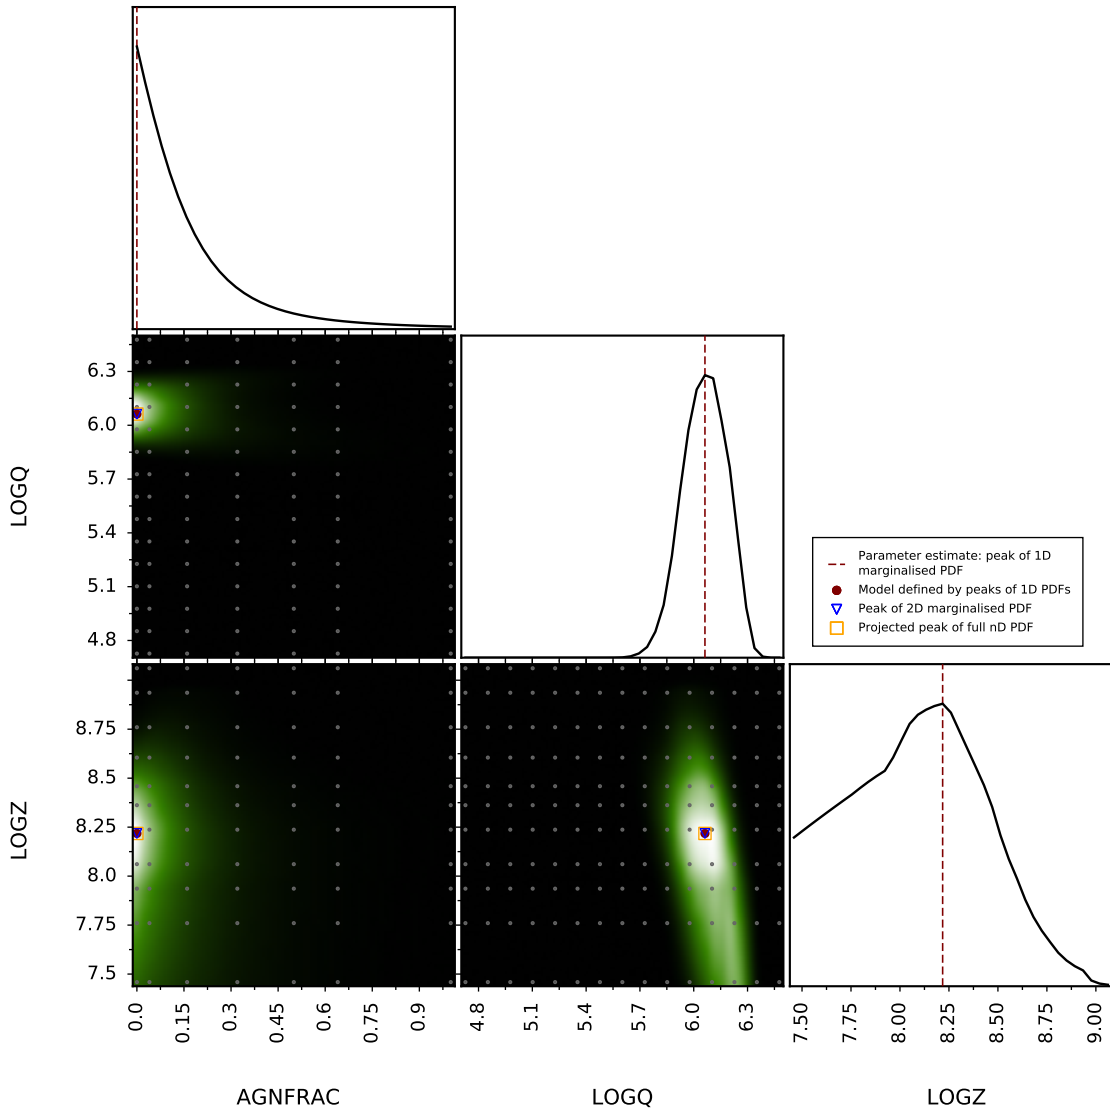 6.3
6.0
5.7
5.4
5.1
4.8
LOGQ
Parameter estimate: peak of 1D
marginalised PDF
Model defined by peaks of 1D PDFs
Peak of 2D marginalised PDF
Projected peak of full nD PDF
8.75
8.5
8.25
8.0
7.75
7.5
LOGZ
0.0 0.15 0.3 0.45 0.6 0.75 0.9
4.8 5.1 5.4 5.7 6.0 6.3
7.50 7.75 8.00 8.25 8.50 8.75 9.00
AGNFRAC LOGQ LOGZ